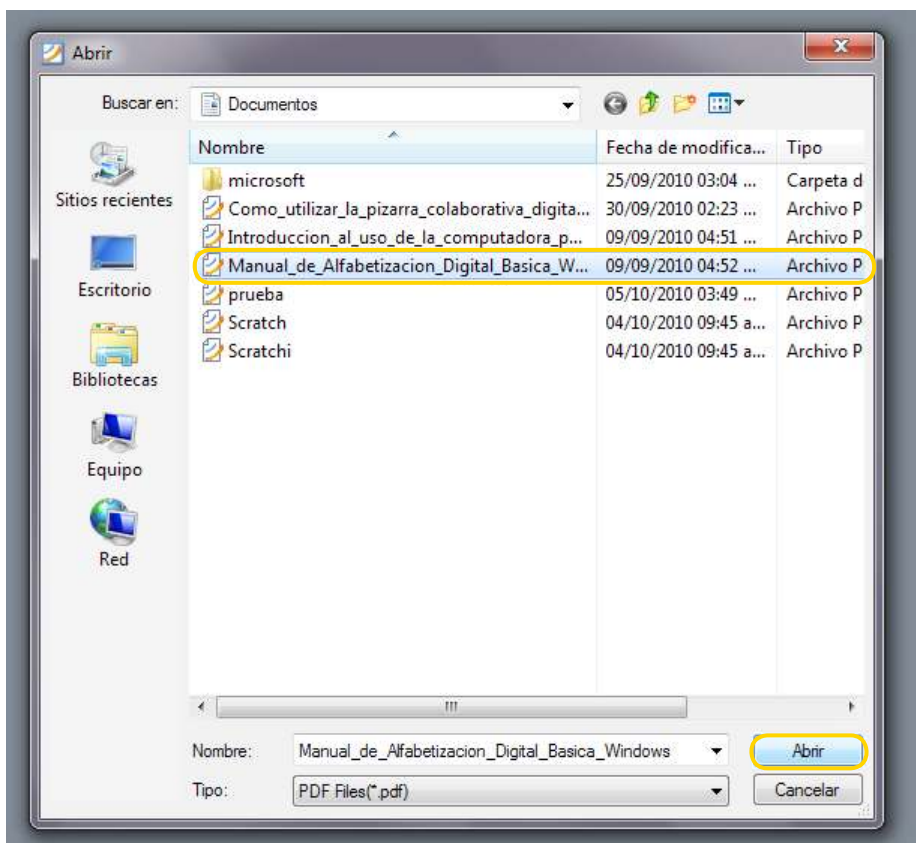 Abrir
Buscar en: Documentos
Nombre Fecha de modifica... Tipo
microsoft 25/09/2010 03:04 ... Carpeta d
Como_utilizar_la_pizarra_colaborativa_digita... 30/09/2010 02:23 ... Archivo P
Introduccion_al_uso_de_la_computadora_p... 09/09/2010 04:51 ... Archivo P
Manual_de_Alfabetizacion_Digital_Basica_W... 09/09/2010 04:52 ... Archivo P
prueba 05/10/2010 03:49 ... Archivo P
Scratch 04/10/2010 09:45 a... Archivo P
Scratchi 04/10/2010 09:45 a... Archivo P
Sitios recientes
Escritorio
Bibliotecas
Equipo
Red
Nombre: Manual_de_Alfabetizacion_Digital_Basica_Windows Abrir
Tipo: PDF Files(*.pdf) Cancelar